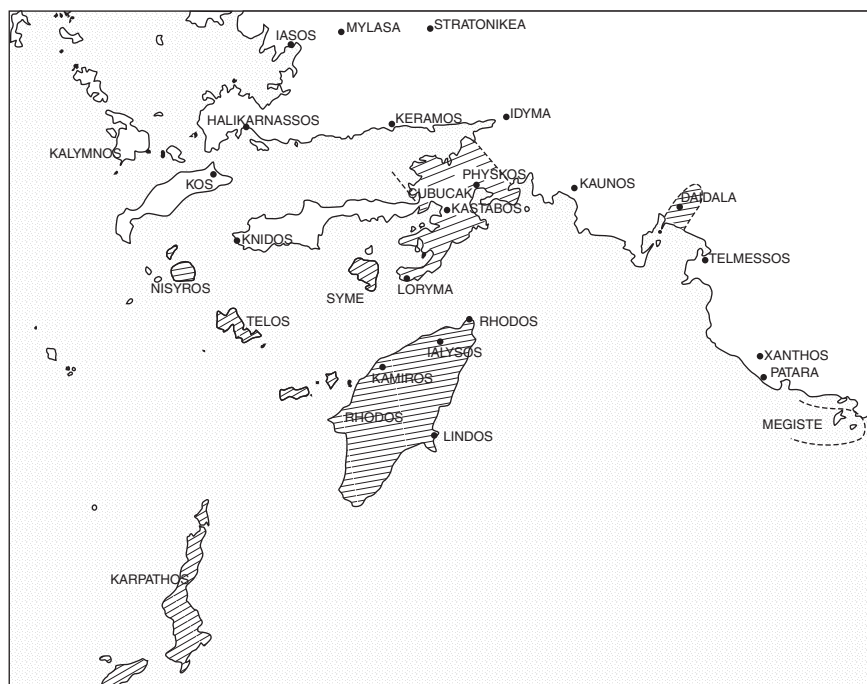 MYLASA
STRATONIKEA
IASOS
HALIKARNASSOS
KERAMOS
IDYMA
KALYMNOS
KOS
PHYSKOS
CUBUCAK
KASTABOS
KAUNOS
DAIDALA
KNIDOS
TELMESSOS
NISYROS
SYME
LORYMA
TELOS
RHODOS
IALYSOS
XANTHOS
KAMIROS
PATARA
RHODOS
MEGISTE
LINDOS
KARPATHOS